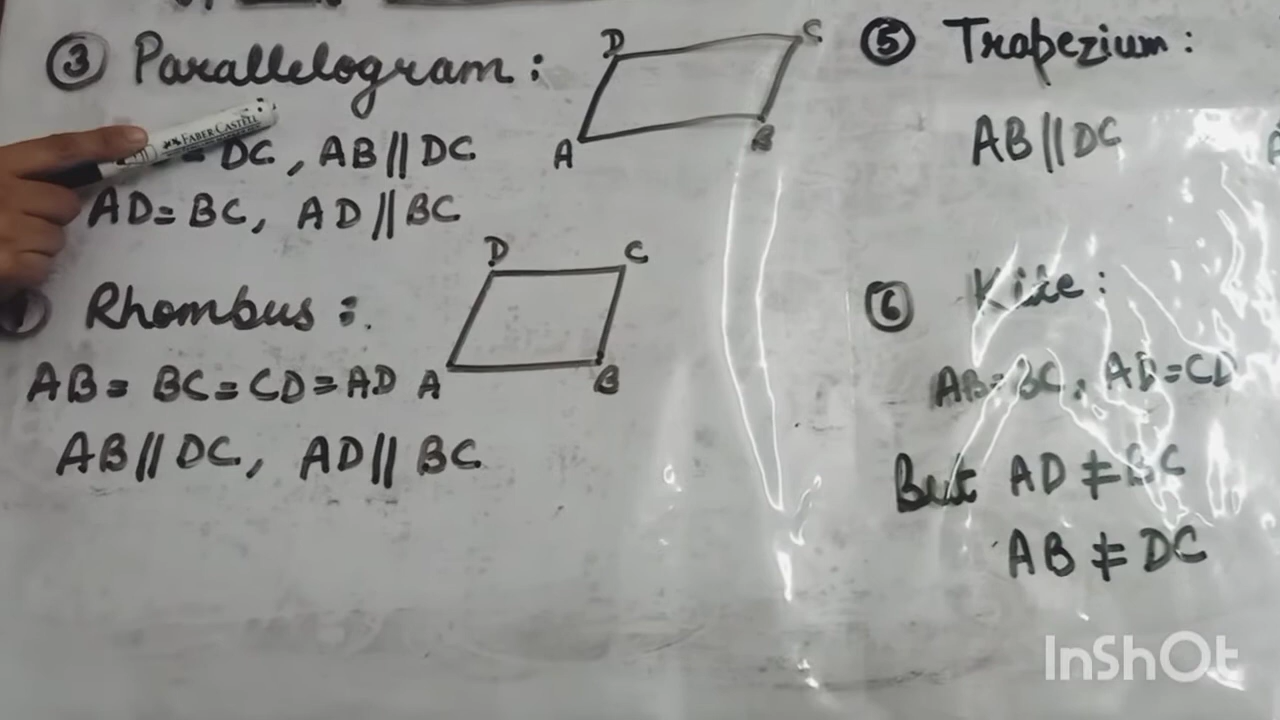 ③ Parallelogram :
= DC, AB || DC
AD = BC, AD || BC
D C
A B
Rhombus :
AB = BC = CD = AD
AB || DC, AD || BC
D C
A B
⑤ Trapezium :
AB || DC
⑥ Kite :
AB = BC, AD = CD
But AD ≠ BC
AB ≠ DC
FABER CASTELL
InShOt